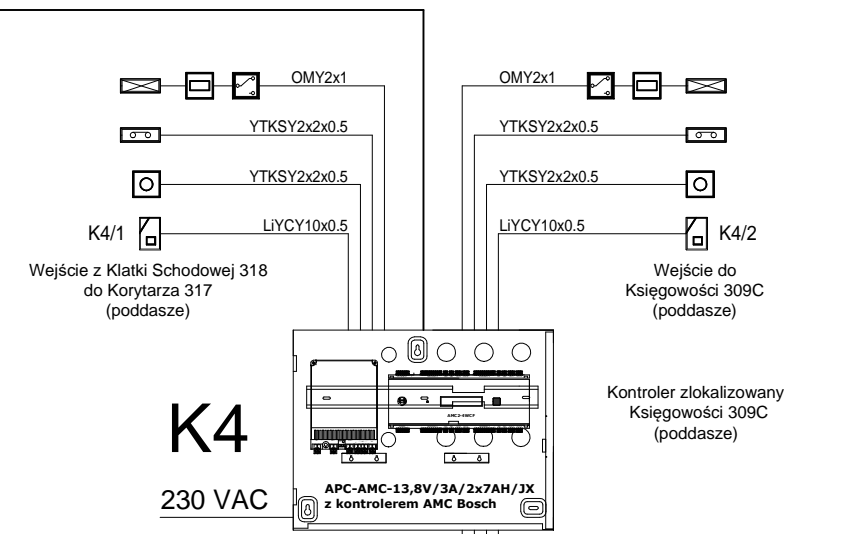 OMY2x1
OMY2x1
YTKSY2x2x0.5
YTKSY2x2x0.5
YTKSY2x2x0.5
YTKSY2x2x0.5
K4/1
LiYCY10x0.5
LiYCY10x0.5
K4/2
Wejście z Klatki Schodowej 318
do Korytarza 317
(poddasze)
Wejście do
Księgowości 309C
(poddasze)
Kontroler zlokalizowany
Księgowości 309C
(poddasze)
K4
230 VAC
APC-AMC-13,8V/3A/2x7AH/JX
z kontrolerem AMC Bosch